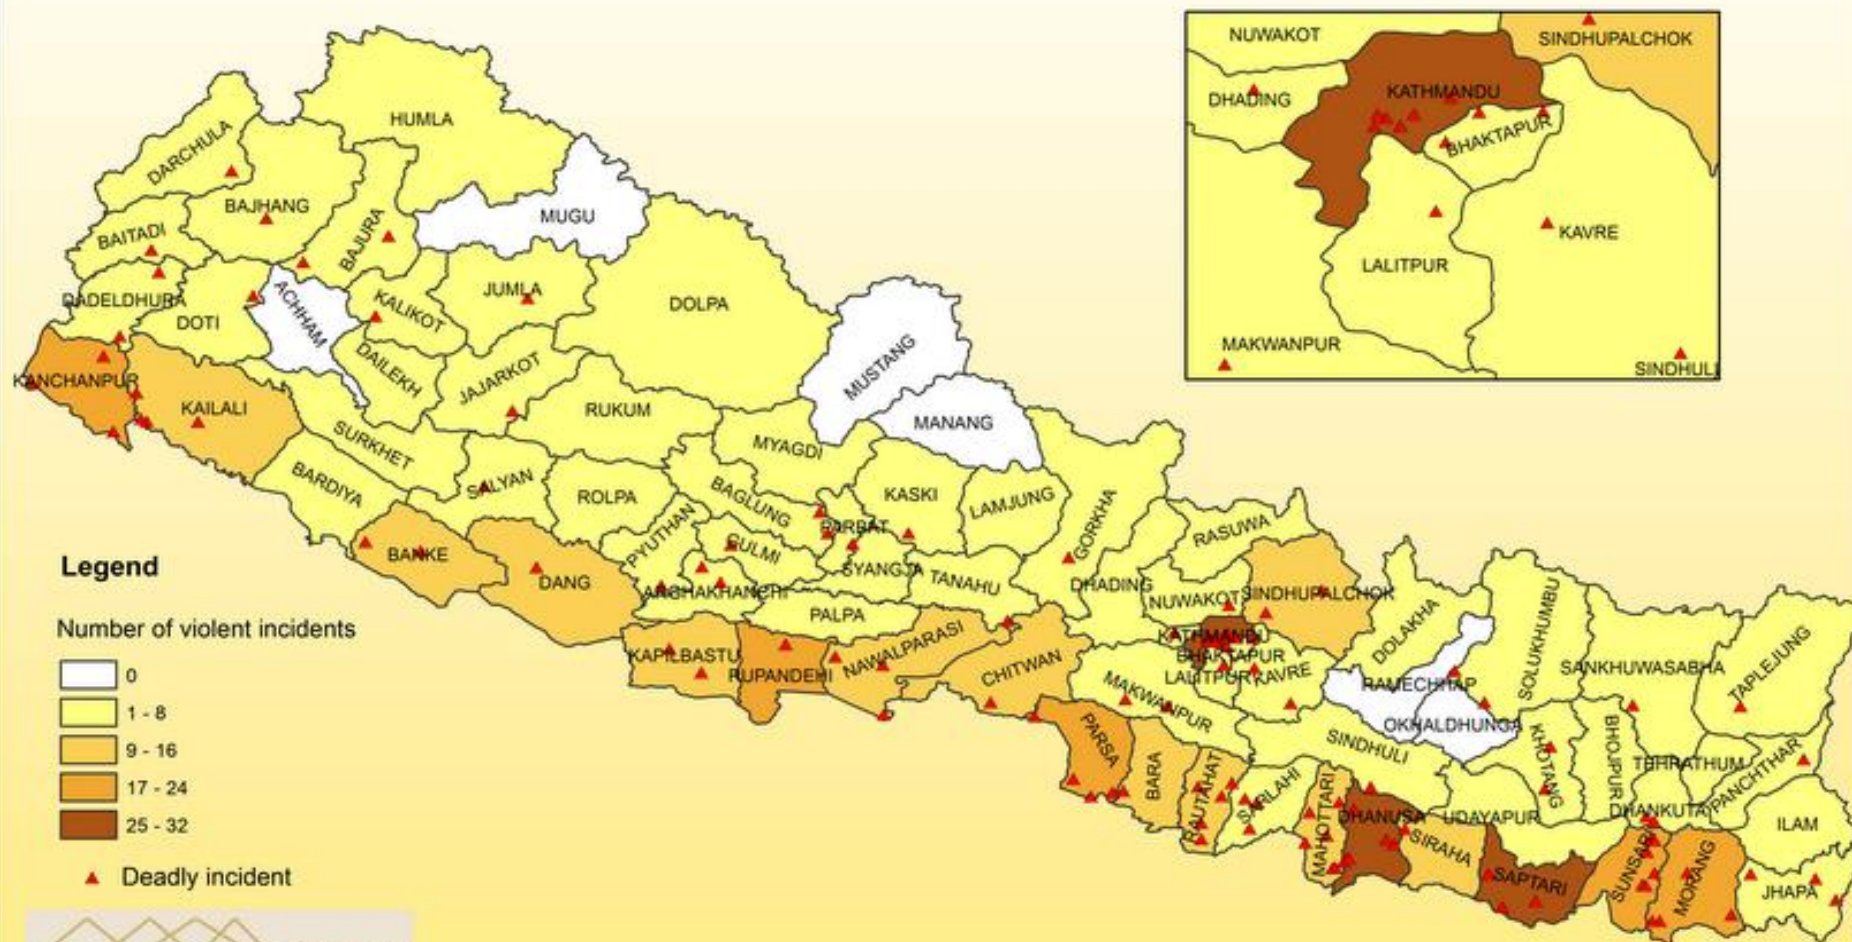 HUMLA
DARCHULA
BAJHANG
MUGU
BAITADI
BAJURA
DADELDHURA
DOTI
ACHHAM
KALIKOT
JUMLA
DOLPA
KANCHANPUR
KAILALI
DAILEKH
JAJARKOT
RUKUM
MUSTANG
MANANG
SURKHET
MYAGDI
BARDIYA
SALYAN
ROLPA
BAGLUNG
PARBAT
KASKI
LAMJUNG
GORKHA
BANKE
DANG
PYUTHAN
GULMI
SYANGJA
TANAHU
DHADING
RASUWA
ARGHAKHANCHI
PALPA
NUWAKOT
SINDHUPALCHOK
KAPILBASTU
RUPANDEHI
NAWALPARASI
CHITWAN
KATHMANDU
BHAKTAPUR
LALITPUR
KAVRE
DOLAKHA
SOLUKHUMBU
SANKHUWASABHA
TAPLEJUNG
MAKWANPUR
RAMECHHAP
OKHALDHUNGA
PARSA
BARA
RAUTAHAT
SARLAHI
SINDHULI
KHOTANG
BHOJPUR
TEHRATHUM
PANCHTHAR
MAHOTTARI
DHANUSA
UDAYAPUR
DHANKUTA
ILAM
SIRAHA
SAPTARI
SUNSARI
MORANG
JHAPA
NUWAKOT
SINDHUPALCHOK
DHADING
KATHMANDU
BHAKTAPUR
KAVRE
LALITPUR
MAKWANPUR
SINDHULI
Legend
Number of violent incidents
0
1 - 8
9 - 16
17 - 24
25 - 32
Deadly incident